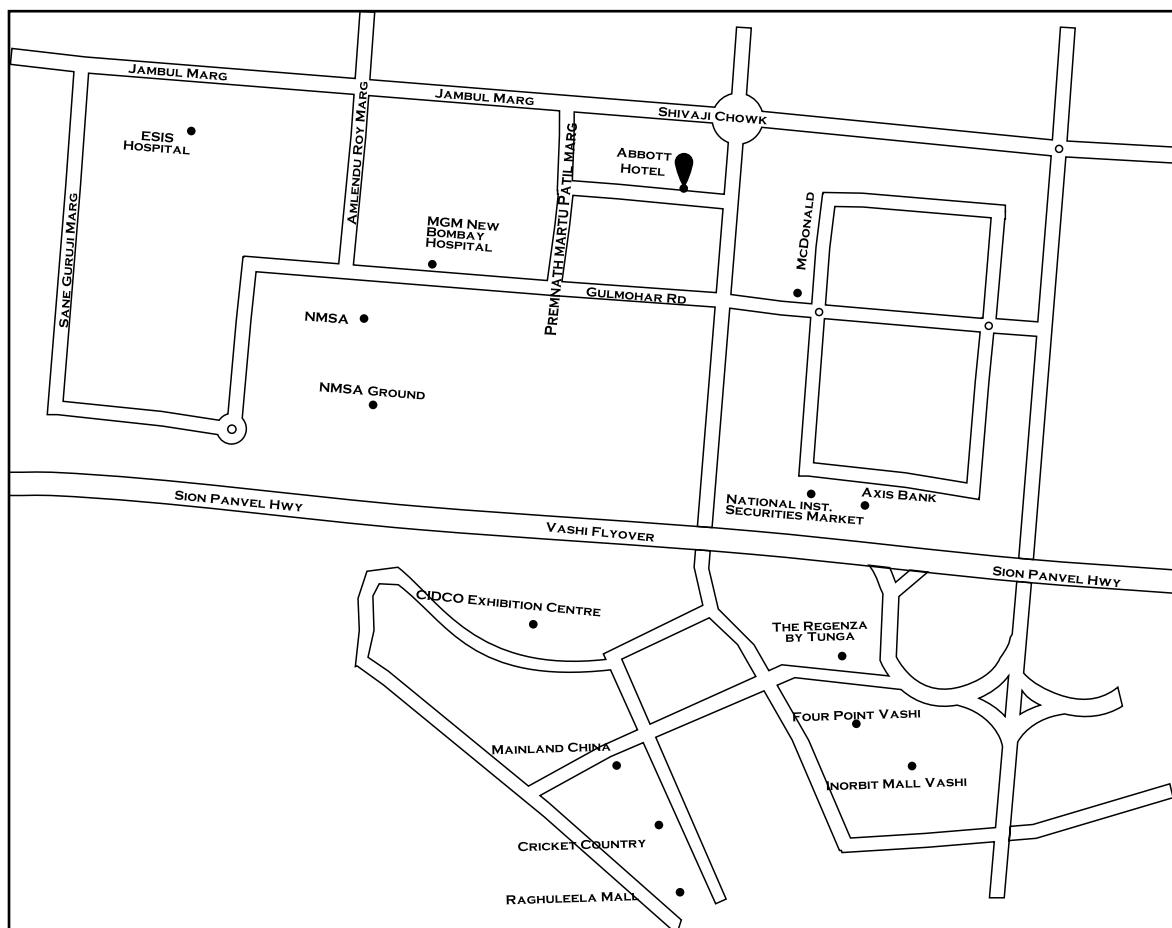 Jambul Marg
Jambul Marg
Shivaji Chowk
ESIS
Hospital
Amlendu Roy Marg
Premnath Martu Patil marg
Abbott
Hotel
Sane Guruji Marg
MGM New
Bombay
Hospital
McDonald
Gulmohar Rd
NMSA
NMSA Ground
Sion Panvel Hwy
Vashi Flyover
National inst.
Securities Market
Axis Bank
Sion Panvel Hwy
CIDCO Exhibition Centre
The Regenza
by Tunga
Four Point Vashi
Mainland China
Inorbit Mall Vashi
Cricket Country
Raghuleela Mall